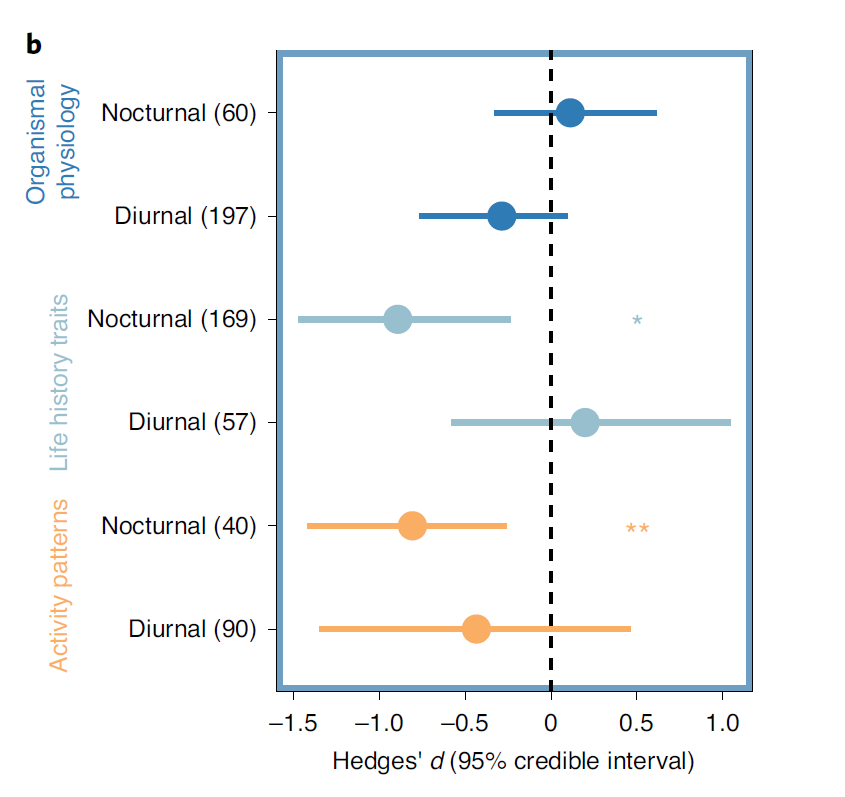 b
Organismal
physiology
Nocturnal (60)
Diurnal (197)
Life history traits
Nocturnal (169)
*
Diurnal (57)
Activity patterns
Nocturnal (40)
**
Diurnal (90)
−1.5 −1.0 −0.5 0 0.5 1.0
Hedges' d (95% credible interval)